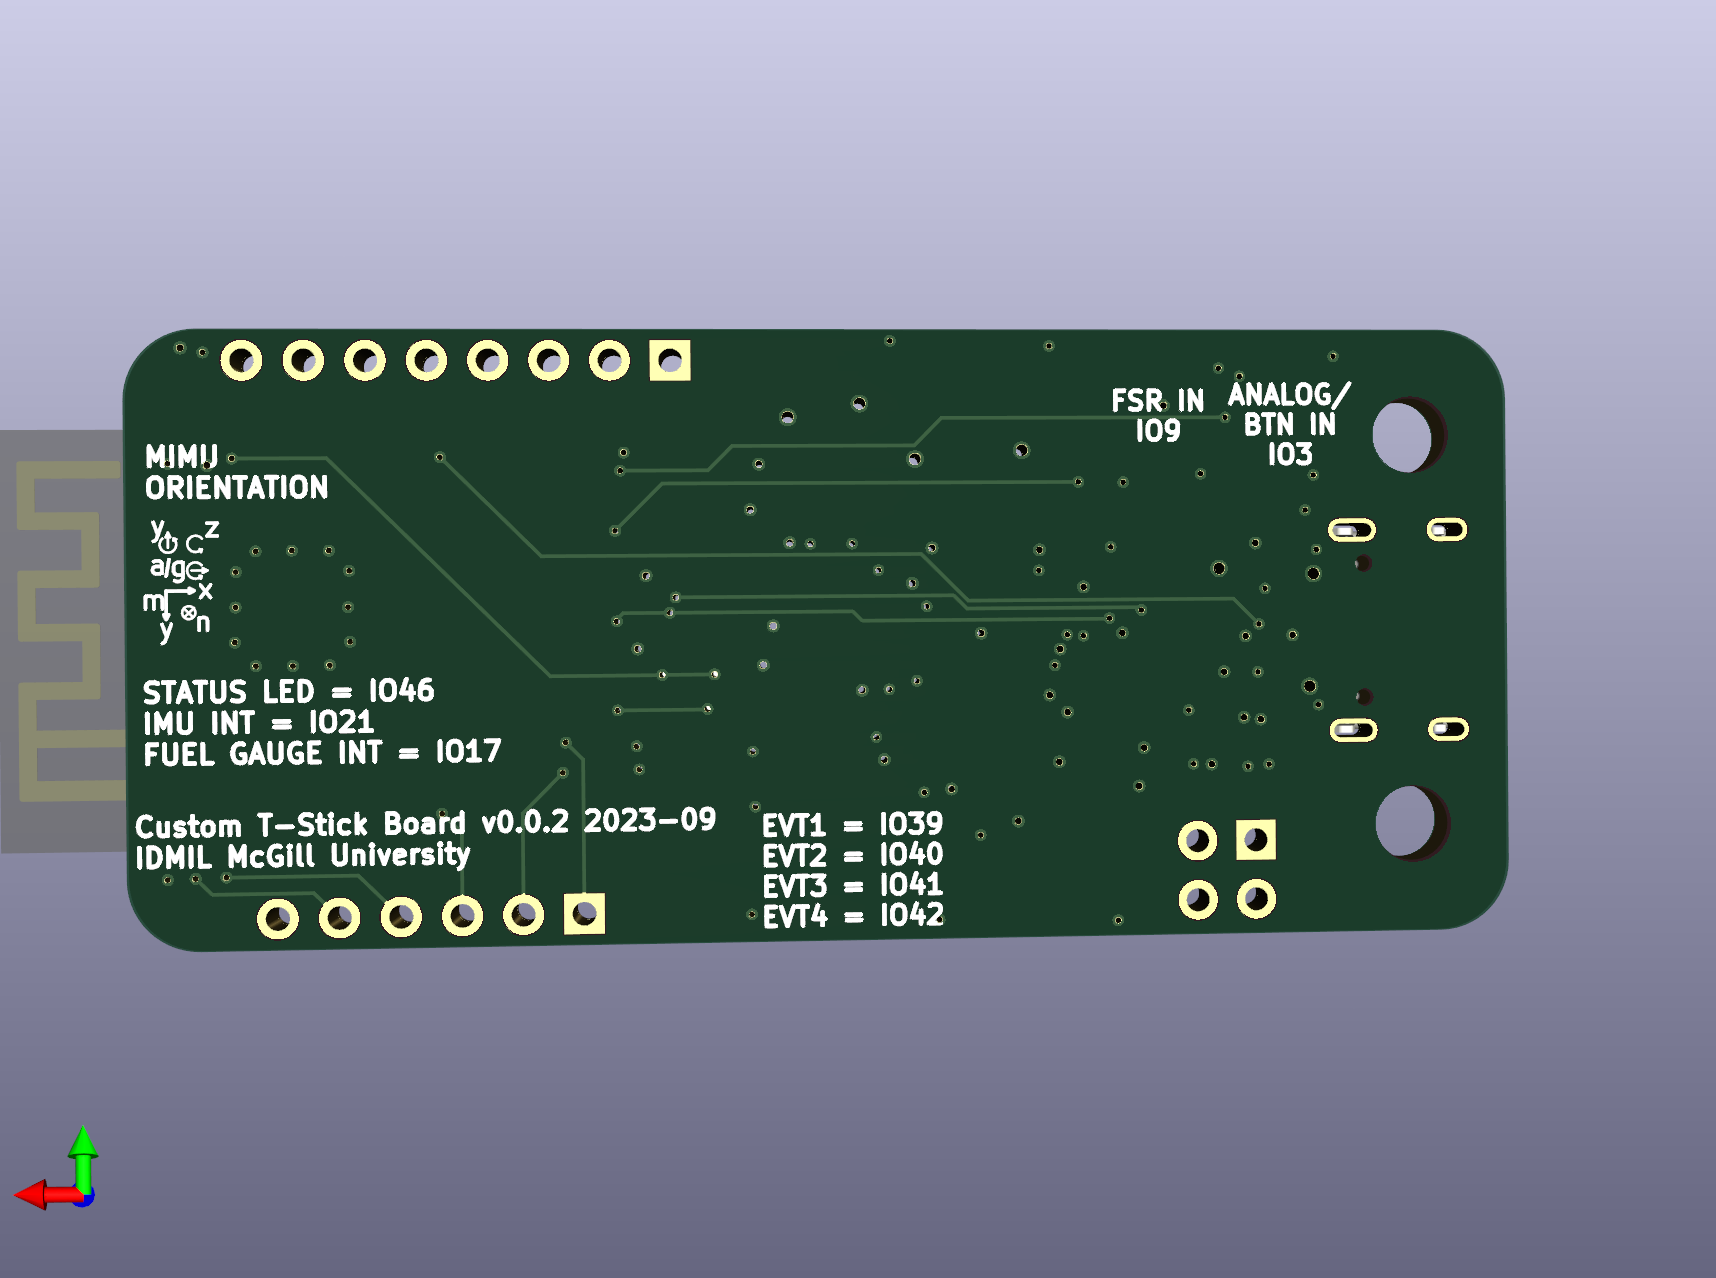 FSR IN
IO9
ANALOG/
BTN IN
IO3
MIMU
ORIENTATION
y z
a/g
x
m
n
y
STATUS LED = IO46
IMU INT = IO21
FUEL GAUGE INT = IO17
Custom T-Stick Board v0.0.2 2023-09
IDMIL McGill University
EVT1 = IO39
EVT2 = IO40
EVT3 = IO41
EVT4 = IO42